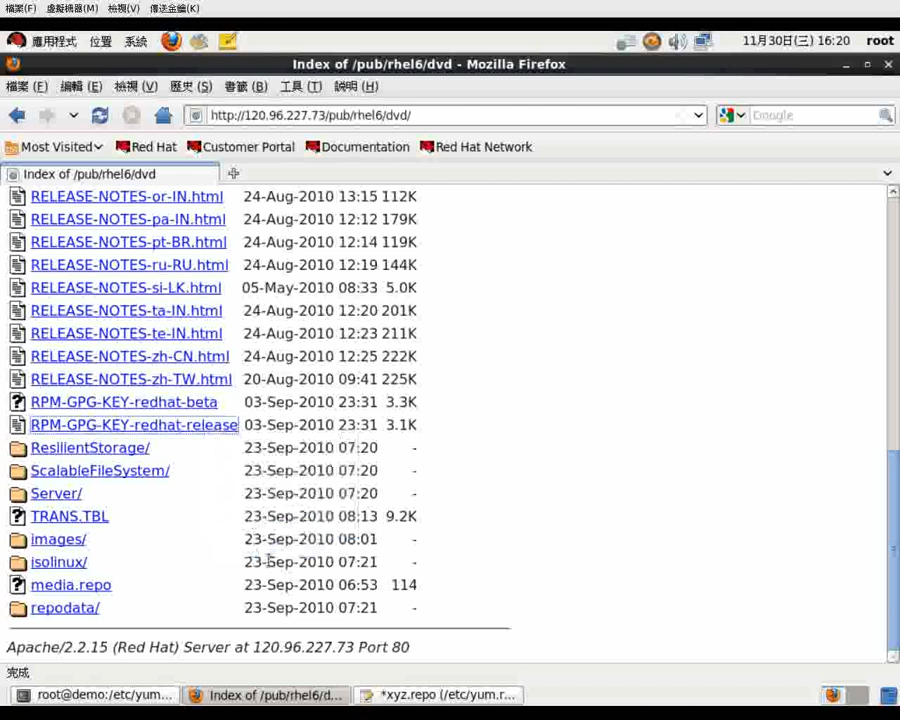 檔案(F) 虛擬機器(M) 檢視(V) 傳送金鑰(K)
應用程式 位置 系統 11月30日(三) 16:20 root
Index of /pub/rhel6/dvd - Mozilla Firefox
檔案 (F) 編輯 (E) 檢視 (V) 歷史 (S) 書籤 (B) 工具 (T) 說明 (H)
http://120.96.227.73/pub/rhel6/dvd/ Google
Most Visited Red Hat Customer Portal Documentation Red Hat Network
Index of /pub/rhel6/dvd
RELEASE-NOTES-or-IN.html 24-Aug-2010 13:15 112K
RELEASE-NOTES-pa-IN.html 24-Aug-2010 12:12 179K
RELEASE-NOTES-pt-BR.html 24-Aug-2010 12:14 119K
RELEASE-NOTES-ru-RU.html 24-Aug-2010 12:19 144K
RELEASE-NOTES-si-LK.html 05-May-2010 08:33 5.0K
RELEASE-NOTES-ta-IN.html 24-Aug-2010 12:20 201K
RELEASE-NOTES-te-IN.html 24-Aug-2010 12:23 211K
RELEASE-NOTES-zh-CN.html 24-Aug-2010 12:25 222K
RELEASE-NOTES-zh-TW.html 20-Aug-2010 09:41 225K
RPM-GPG-KEY-redhat-beta 03-Sep-2010 23:31 3.3K
RPM-GPG-KEY-redhat-release 03-Sep-2010 23:31 3.1K
ResilientStorage/ 23-Sep-2010 07:20 -
ScalableFileSystem/ 23-Sep-2010 07:20 -
Server/ 23-Sep-2010 07:20 -
TRANS.TBL 23-Sep-2010 08:13 9.2K
images/ 23-Sep-2010 08:01 -
isolinux/ 23-Sep-2010 07:21 -
media.repo 23-Sep-2010 06:53 114
repodata/ 23-Sep-2010 07:21 -
Apache/2.2.15 (Red Hat) Server at 120.96.227.73 Port 80
完成
root@demo:/etc/yum... Index of /pub/rhel6/d... *xyz.repo (/etc/yum.r...